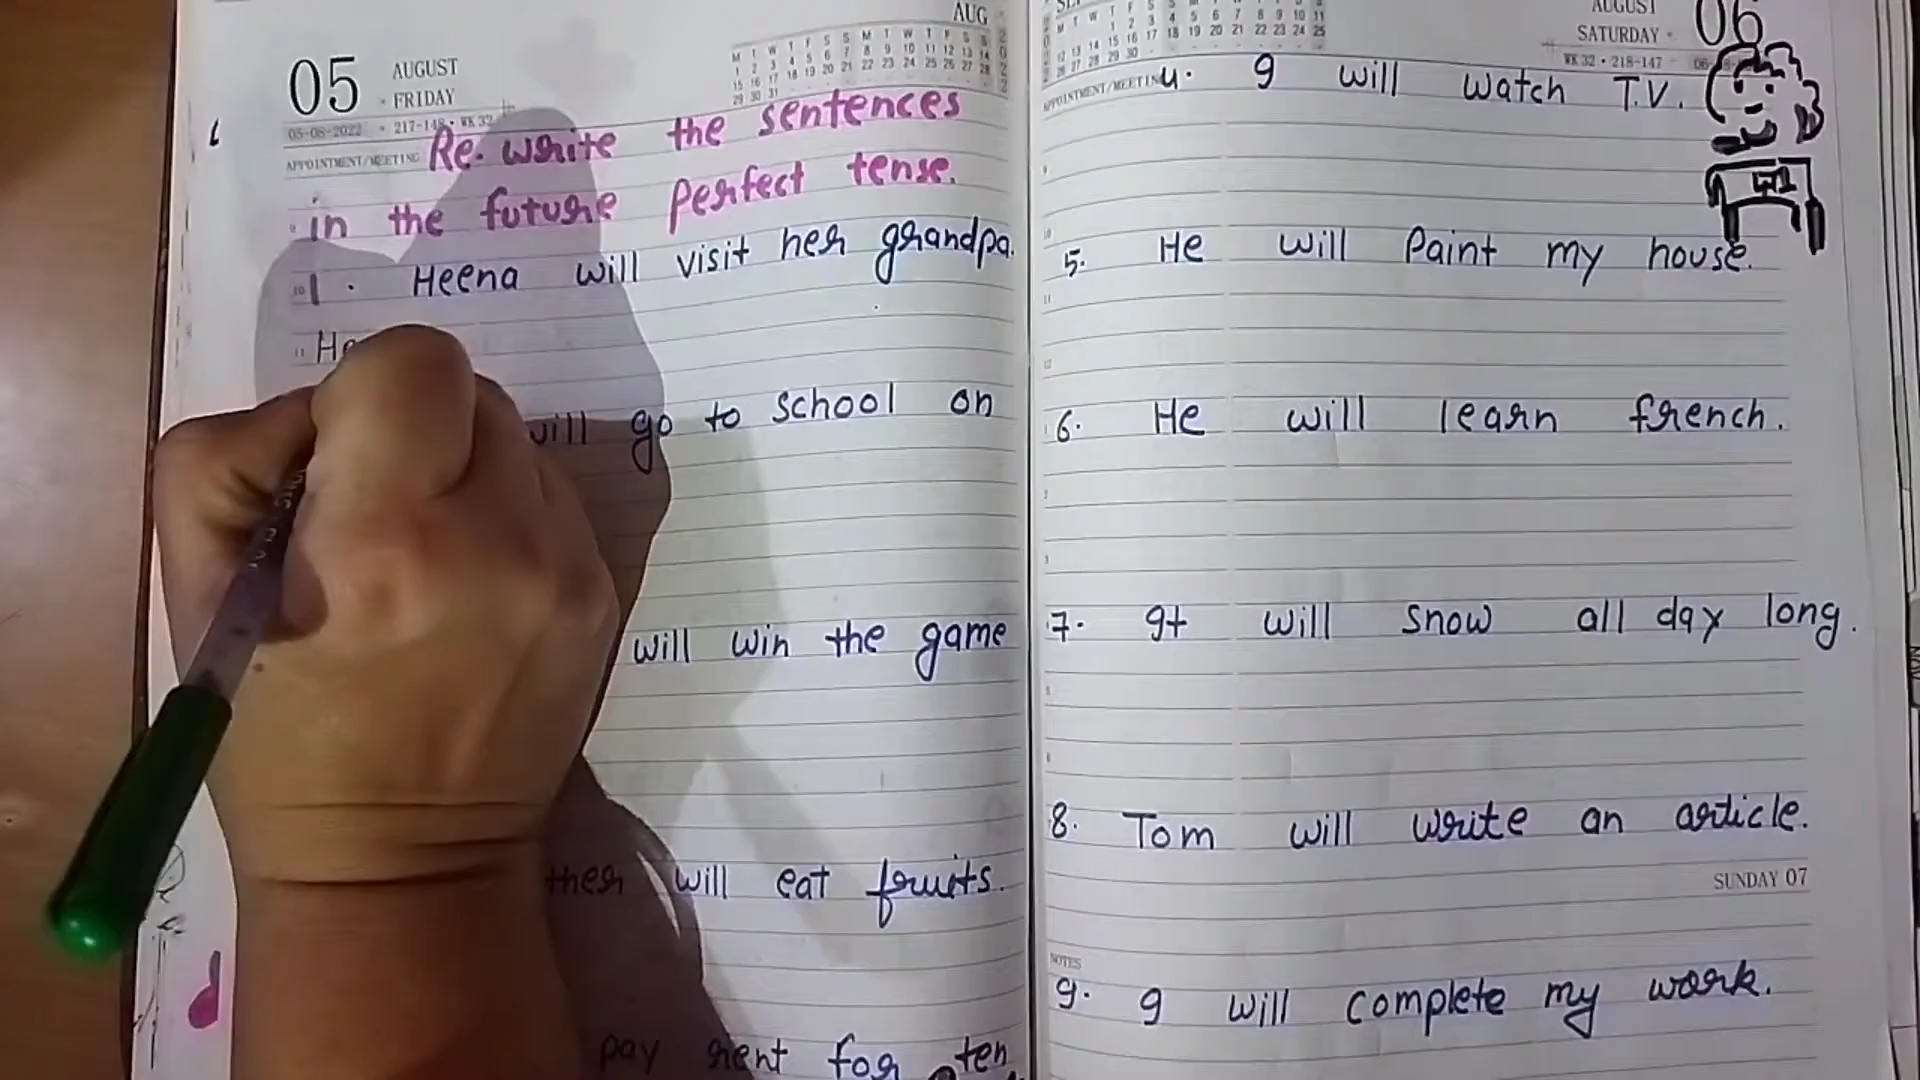 05 AUGUST
FRIDAY
AUG
05-08-2022 • 217-148 • WK 32
APPOINTMENT/MEETING
Re-write the sentences
in the future perfect tense.
1. Heena will visit her grandpa.
He
will go to school on
will win the game
will eat fruits.
pay rent for ten
AUGUST 06
SATURDAY
WK 32 • 218-147
APPOINTMENT/MEETING
4. I will watch T.V.
5. He will Paint my house.
6. He will learn french.
7. It will snow all day long.
8. Tom will write an article.
SUNDAY 07
NOTES
9. I will complete my work.